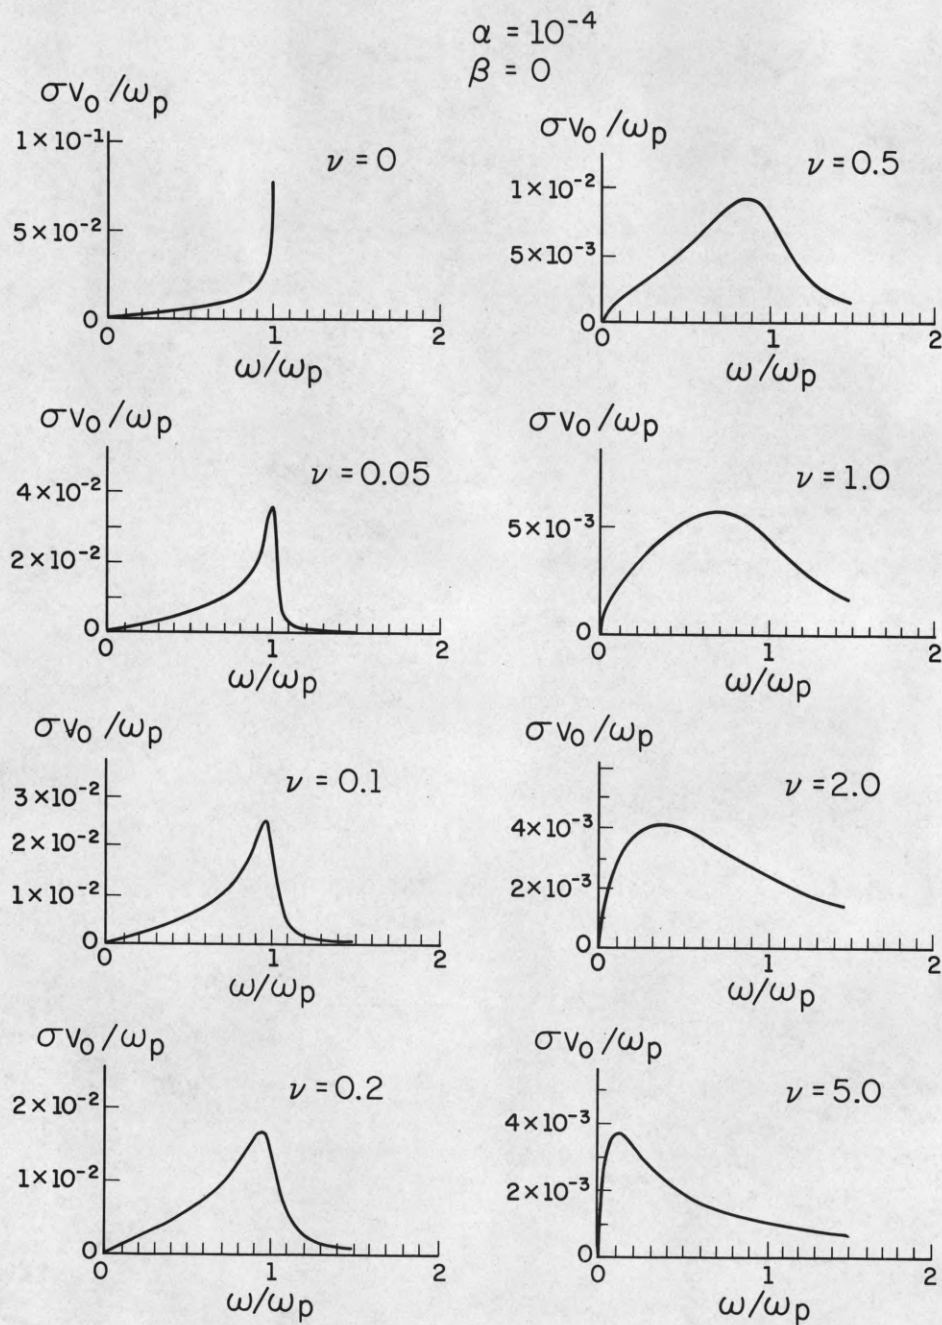 α = 10⁻⁴
β = 0
σv₀/ωₚ
1×10⁻¹
5×10⁻²
0
ν = 0
0 1 2
ω/ωₚ
σv₀/ωₚ
1×10⁻²
5×10⁻³
0
ν = 0.5
0 1 2
ω/ωₚ
σv₀/ωₚ
4×10⁻²
2×10⁻²
0
ν = 0.05
0 1 2
ω/ωₚ
σv₀/ωₚ
5×10⁻³
0
ν = 1.0
0 1 2
ω/ωₚ
σv₀/ωₚ
3×10⁻²
2×10⁻²
1×10⁻²
0
ν = 0.1
0 1 2
ω/ωₚ
σv₀/ωₚ
4×10⁻³
2×10⁻³
0
ν = 2.0
0 1 2
ω/ωₚ
σv₀/ωₚ
2×10⁻²
1×10⁻²
0
ν = 0.2
0 1 2
ω/ωₚ
σv₀/ωₚ
4×10⁻³
2×10⁻³
0
ν = 5.0
0 1 2
ω/ωₚ